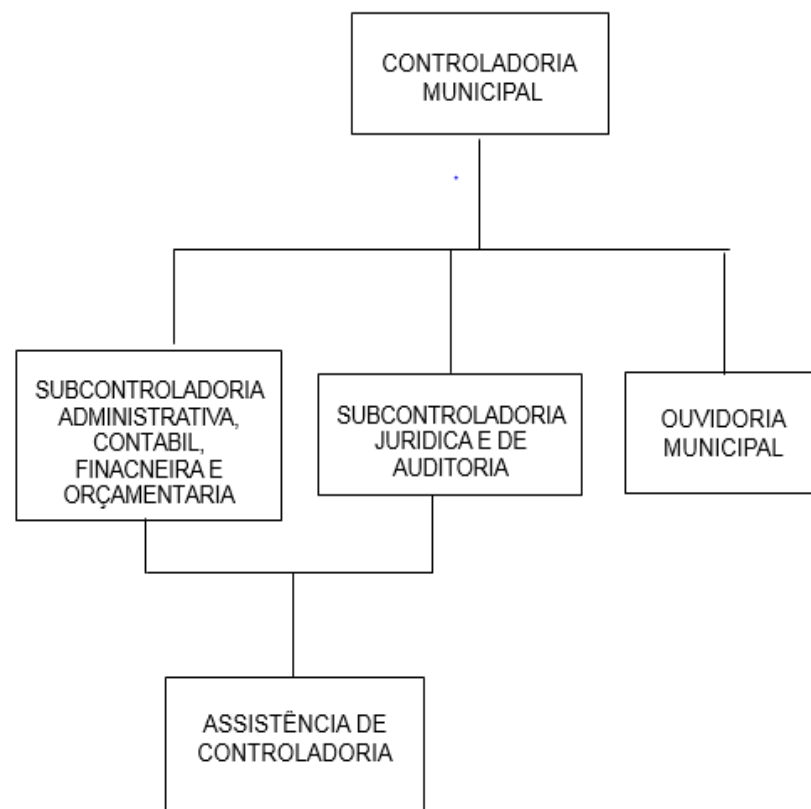 CONTROLADORIA
MUNICIPAL
SUBCONTROLADORIA
ADMINISTRATIVA,
CONTABIL,
FINACNEIRA E
ORÇAMENTARIA
SUBCONTROLADORIA
JURIDICA E DE
AUDITORIA
OUVIDORIA
MUNICIPAL
ASSISTÊNCIA DE
CONTROLADORIA